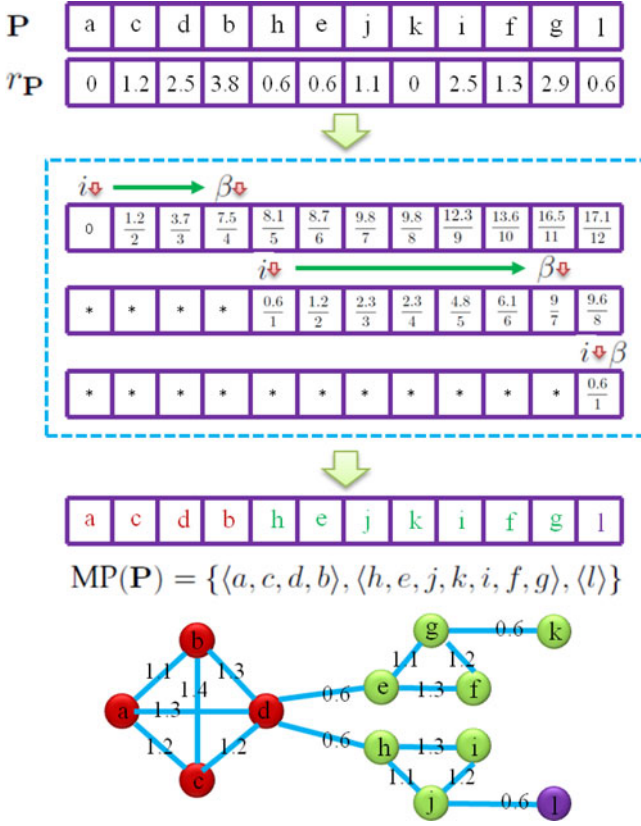 P a c d b h e j k i f g l
r_P 0 1.2 2.5 3.8 0.6 0.6 1.1 0 2.5 1.3 2.9 0.6
i β
0 1.2/2 3.7/3 7.5/4 8.1/5 8.7/6 9.8/7 9.8/8 12.3/9 13.6/10 16.5/11 17.1/12
i β
* * * * 0.6/1 1.2/2 2.3/3 2.3/4 4.8/5 6.1/6 9/7 9.6/8
i β
* * * * * * * * * * * 0.6/1
a c d b h e j k i f g l
MP(P) = {⟨a, c, d, b⟩, ⟨h, e, j, k, i, f, g⟩, ⟨l⟩}
g 0.6 k
b
1.1 1.3 1.1 1.2
1.4 0.6 e 1.3 f
a 1.3 d
0.6 h 1.3 i
1.2 1.2 1.1 1.2
c
j 0.6 l